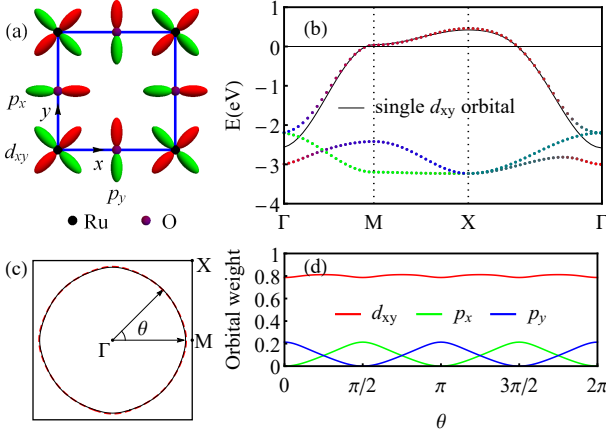 (a)
p_x
y
d_xy
x
p_y
Ru
O
(b)
E(eV)
1
0
−1
−2
−3
−4
single d_xy orbital
Γ
M
X
Γ
(c)
X
Γ
θ
M
(d)
Orbital weight
1
0.8
0.6
0.4
0.2
0
d_xy
p_x
p_y
0
π/2
π
3π/2
2π
θ